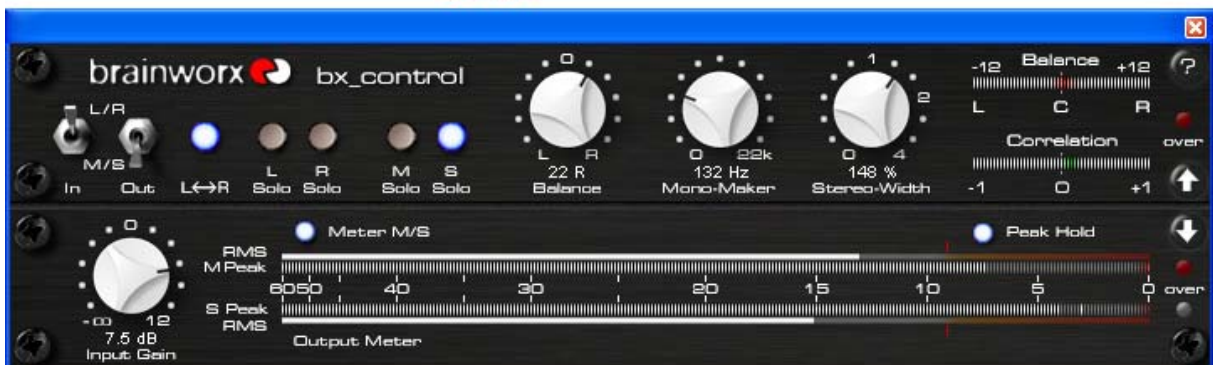 brainworx bx_control
L/R
M/S
In Out L↔R
L Solo
R Solo
M Solo
S Solo
0
L R
22 R
Balance
0 22k
132 Hz
Mono-Maker
1
2
0 4
148 %
Stereo-Width
-12 Balance +12
L C R
Correlation
-1 0 +1
?
over
0
-∞ 12
7.5 dB
Input Gain
Meter M/S
Peak Hold
RMS
M Peak
60 50 40 30 20 15 10 5 0
over
S Peak
RMS
Output Meter